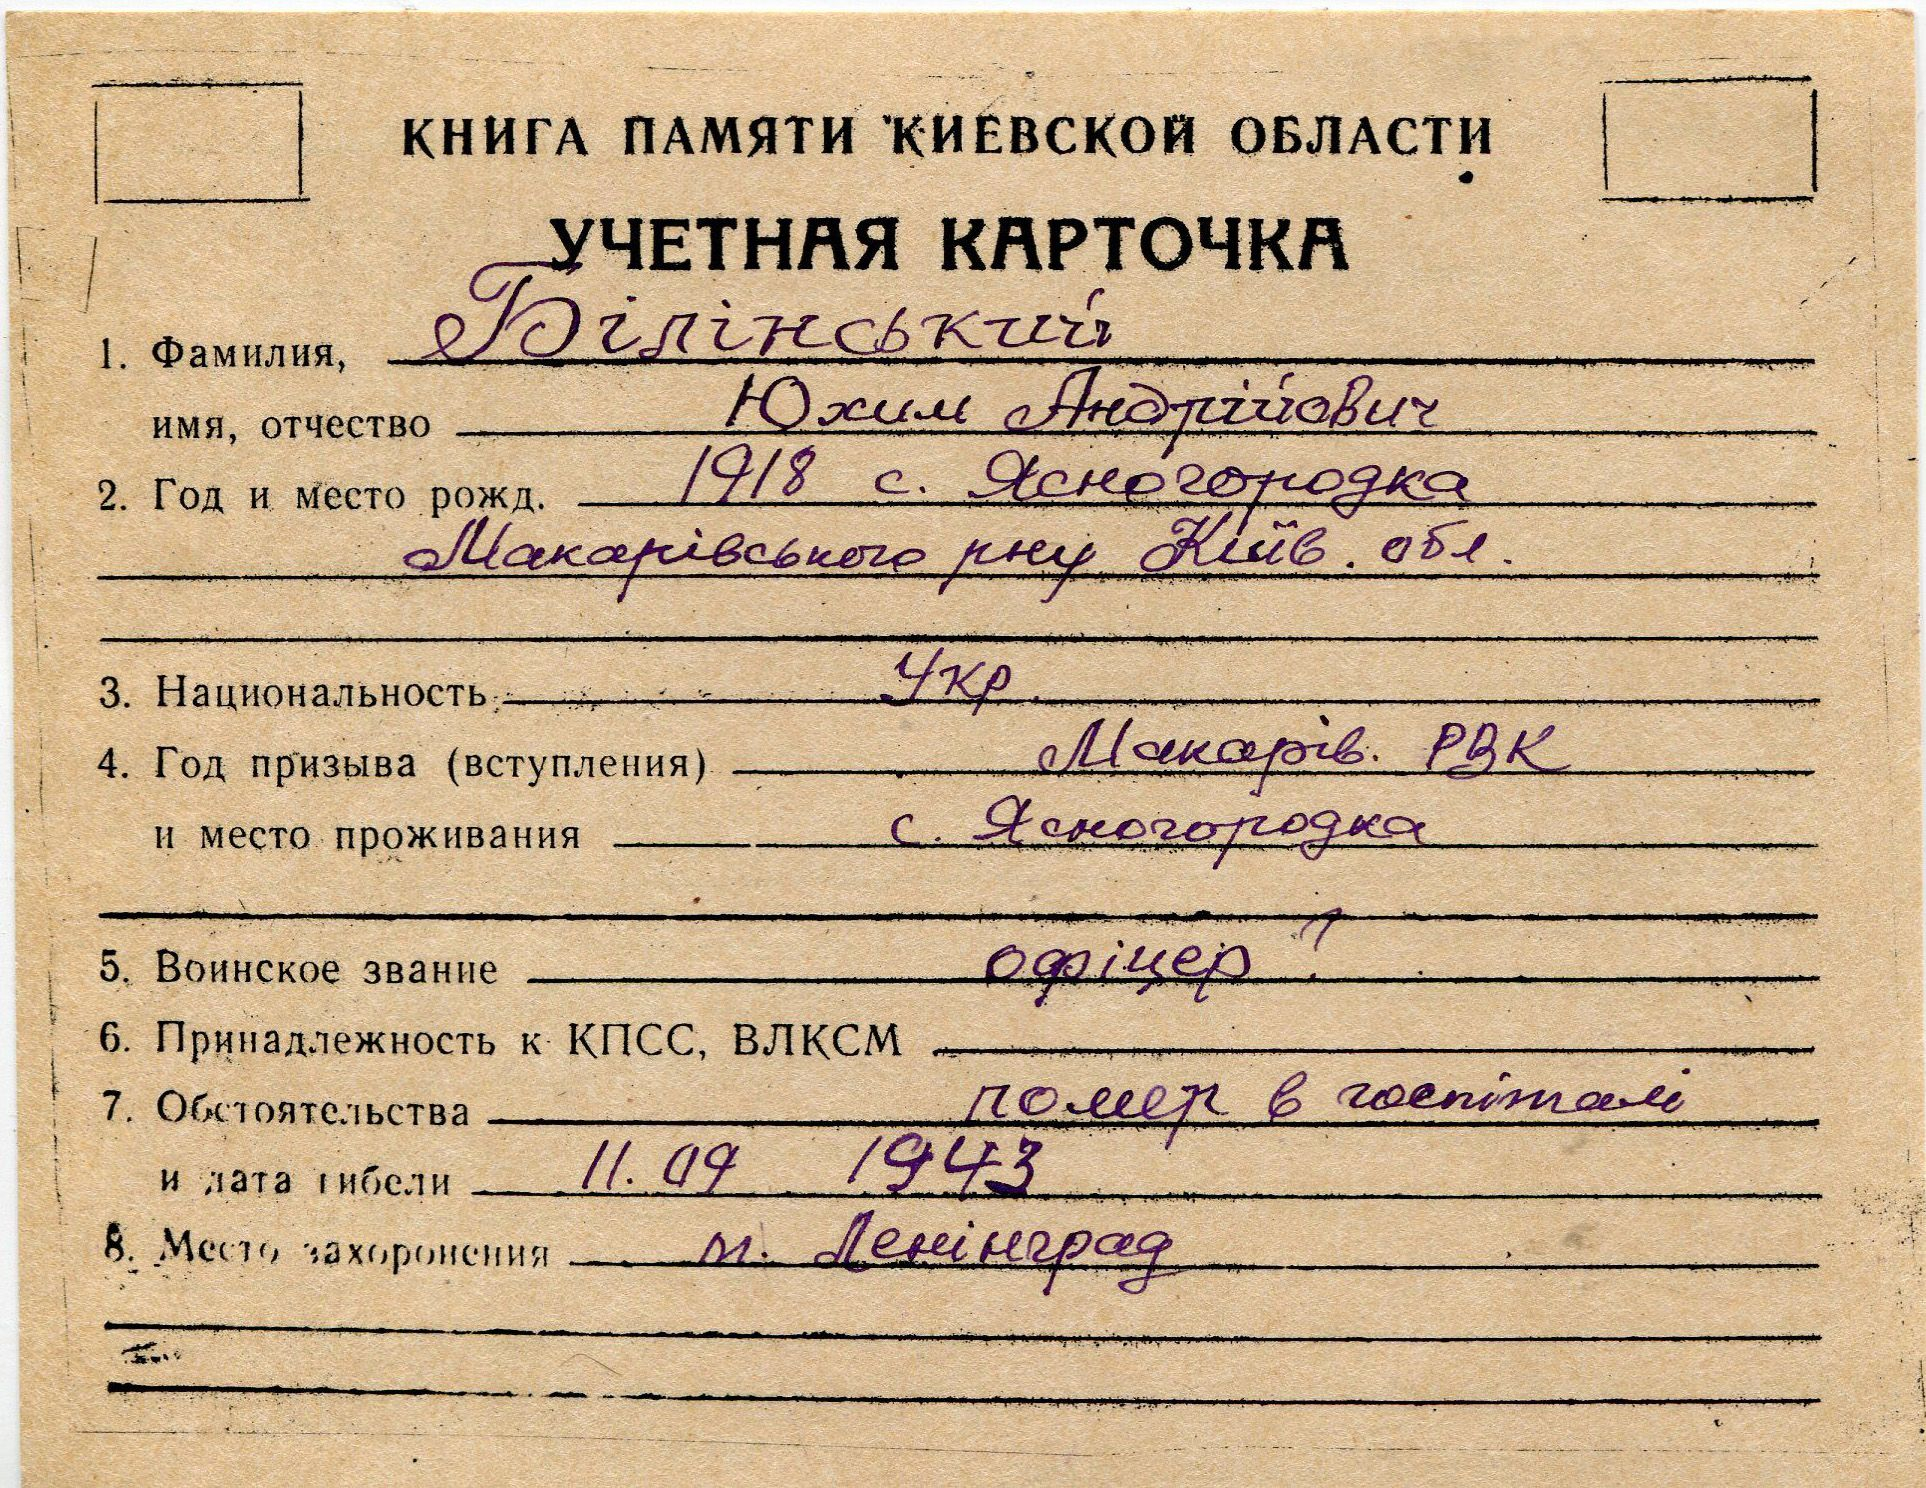 КНИГА ПАМЯТИ КИЕВСКОЙ ОБЛАСТИ
УЧЕТНАЯ КАРТОЧКА
1. Фамилия, Білінський
имя, отчество Юхим Андрійович
2. Год и место рожд. 1918 с. Ясногородка
Макарівського рну Київ. обл.
3. Национальность Укр.
4. Год призыва (вступления) Макарів. РВК
и место проживания с. Ясногородка
5. Воинское звание офіцер ?
6. Принадлежность к КПСС, ВЛКСМ
7. Обстоятельства помер в госпіталі
и дата гибели 11.09 1943
8. Место захоронения м. Ленінград